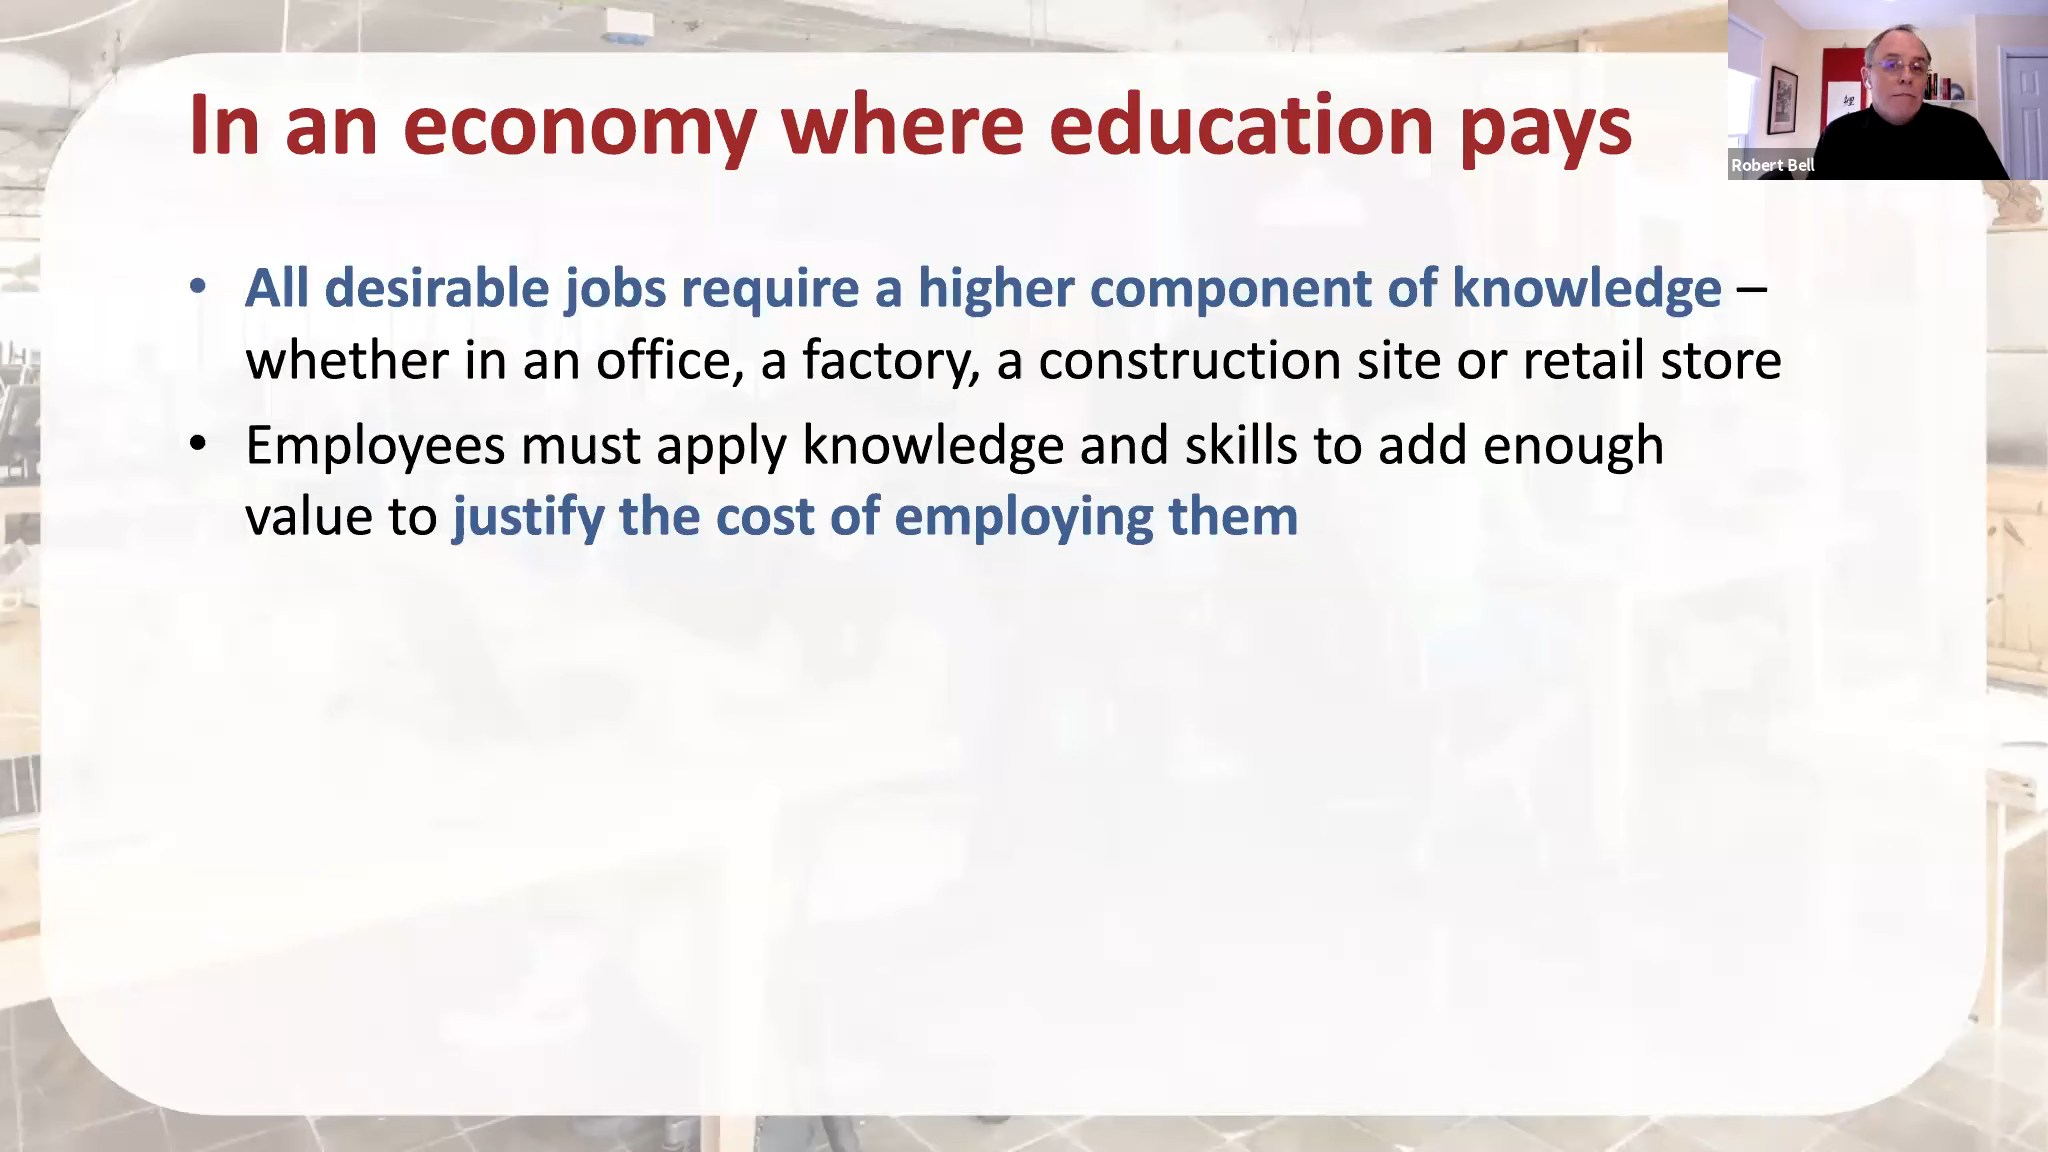 In an economy where education pays
• All desirable jobs require a higher component of knowledge –
whether in an office, a factory, a construction site or retail store
• Employees must apply knowledge and skills to add enough
value to justify the cost of employing them
Robert Bell